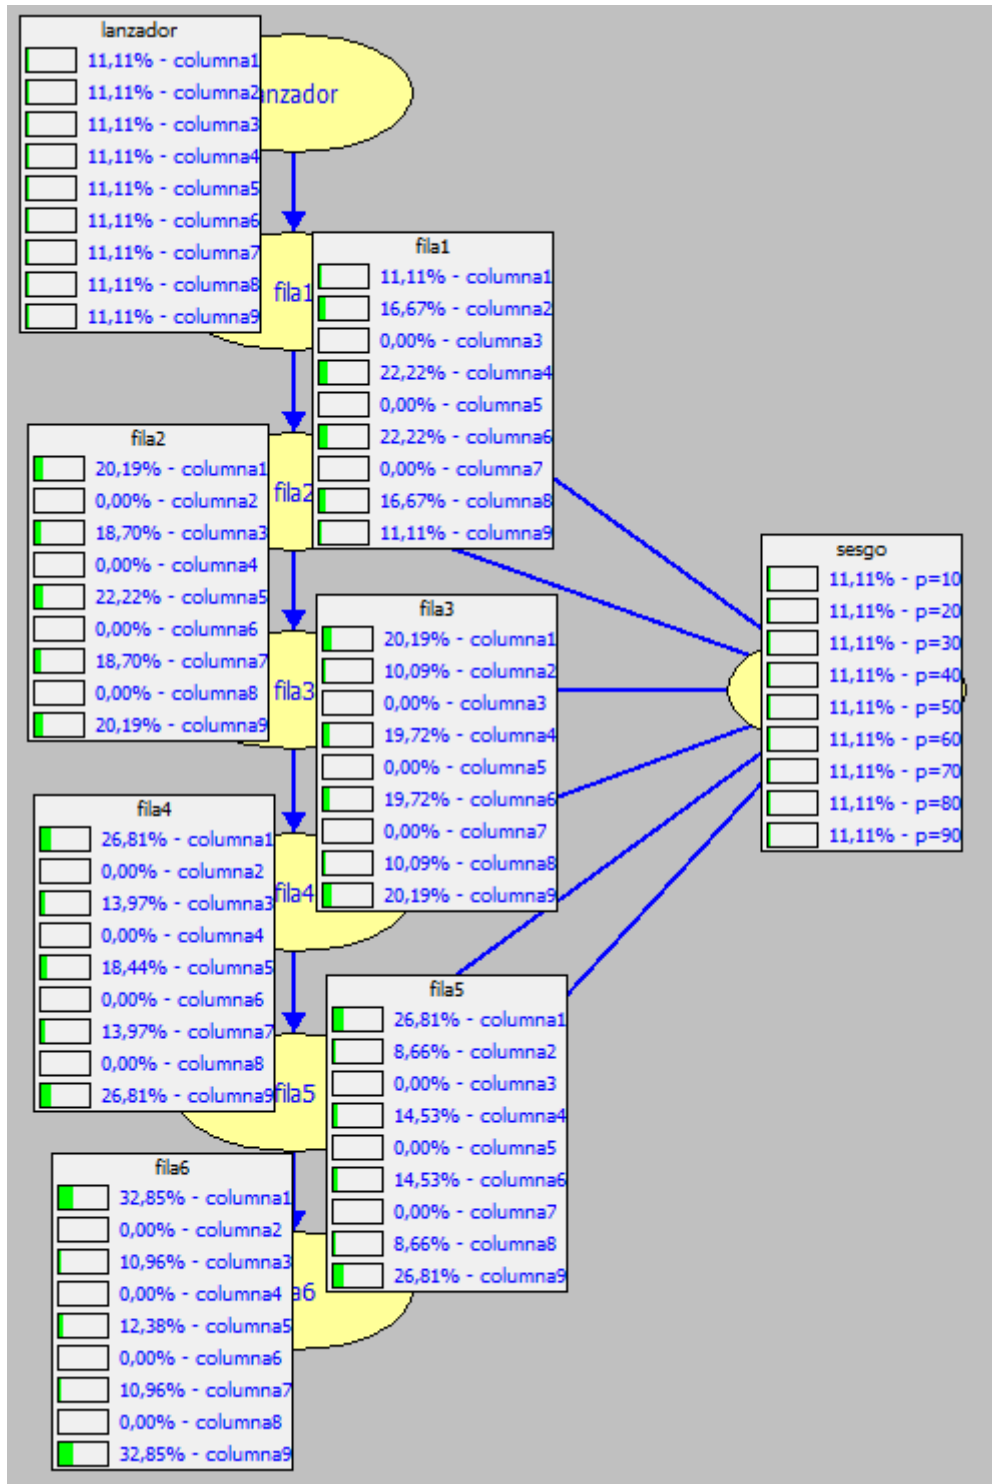 lanzador
11,11% - columna1
11,11% - columna2
11,11% - columna3
11,11% - columna4
11,11% - columna5
11,11% - columna6
11,11% - columna7
11,11% - columna8
11,11% - columna9
anzador
fila1
fila1
11,11% - columna1
16,67% - columna2
0,00% - columna3
22,22% - columna4
0,00% - columna5
22,22% - columna6
0,00% - columna7
16,67% - columna8
11,11% - columna9
fila2
20,19% - columna1
0,00% - columna2
18,70% - columna3
0,00% - columna4
22,22% - columna5
0,00% - columna6
18,70% - columna7
0,00% - columna8
20,19% - columna9
fila2
sesgo
11,11% - p=10
11,11% - p=20
11,11% - p=30
11,11% - p=40
11,11% - p=50
11,11% - p=60
11,11% - p=70
11,11% - p=80
11,11% - p=90
fila3
fila3
20,19% - columna1
10,09% - columna2
0,00% - columna3
19,72% - columna4
0,00% - columna5
19,72% - columna6
0,00% - columna7
10,09% - columna8
20,19% - columna9
fila4
26,81% - columna1
0,00% - columna2
13,97% - columna3
0,00% - columna4
18,44% - columna5
0,00% - columna6
13,97% - columna7
0,00% - columna8
26,81% - columna9
fila4
fila5
fila5
26,81% - columna1
8,66% - columna2
0,00% - columna3
14,53% - columna4
0,00% - columna5
14,53% - columna6
0,00% - columna7
8,66% - columna8
26,81% - columna9
fila6
32,85% - columna1
0,00% - columna2
10,96% - columna3
0,00% - columna4
12,38% - columna5
0,00% - columna6
10,96% - columna7
0,00% - columna8
32,85% - columna9
a6